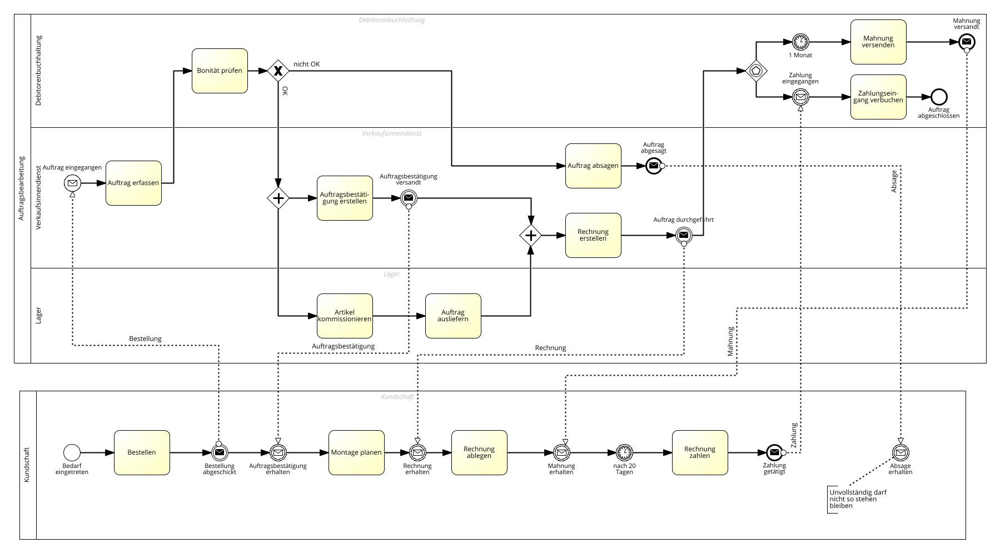 Auftragsbearbeitung
Debitorenbuchhaltung
Debitorenbuchhaltung
Bonität prüfen
nicht OK
OK
1 Monat
Mahnung
versenden
Mahnung
versandt
Zahlung
eingegangen
Zahlungsein-
gang verbuchen
Auftrag
abgeschlossen
Verkaufsinnendienst
Verkaufsinnendienst
Auftrag eingegangen
Auftrag erfassen
Auftragsbestäti-
gung erstellen
Auftragsbestätigung
versandt
Auftrag absagen
Auftrag
abgesagt
Absage
Rechnung
erstellen
Auftrag durchgeführt
Lager
Lager
Artikel
kommissionieren
Auftrag
ausliefern
Bestellung
Auftragsbestätigung
Rechnung
Mahnung
Kundschaft
Kundschaft
Bedarf
eingetreten
Bestellen
Bestellung
abgeschickt
Auftragsbestätigung
erhalten
Montage planen
Rechnung
erhalten
Rechnung
ablegen
Mahnung
erhalten
nach 20
Tagen
Rechnung
zahlen
Zahlung
getätigt
Zahlung
Absage
erhalten
Unvollständig darf
nicht so stehen
bleiben